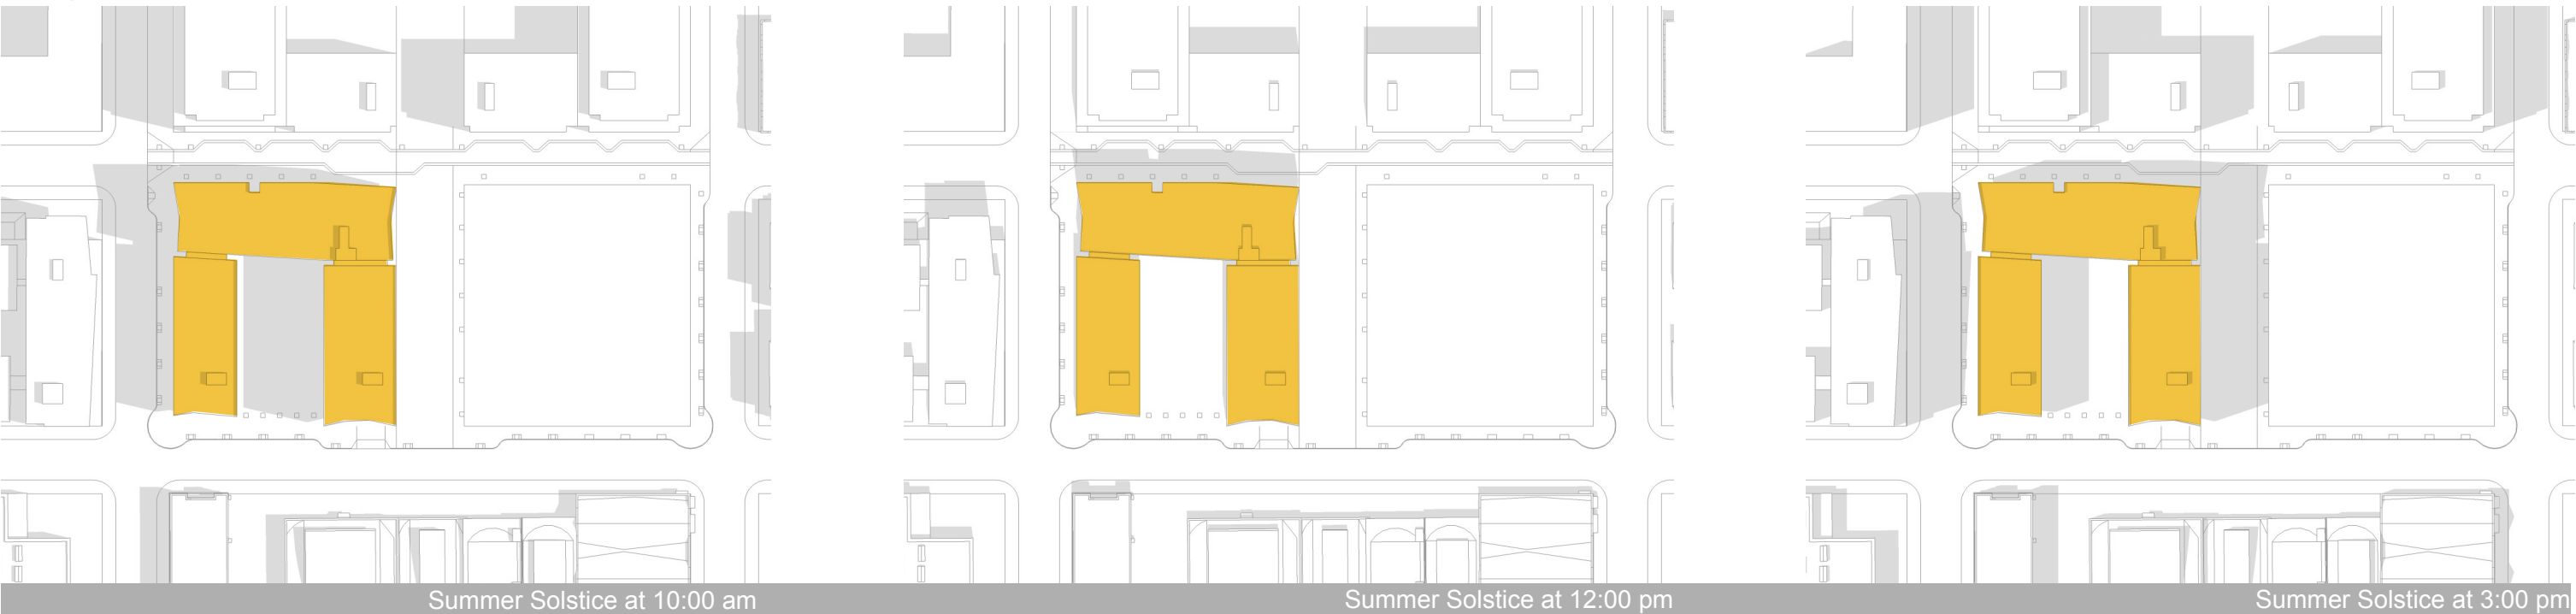 Summer Solstice at 10:00 am
Summer Solstice at 12:00 pm
Summer Solstice at 3:00 pm